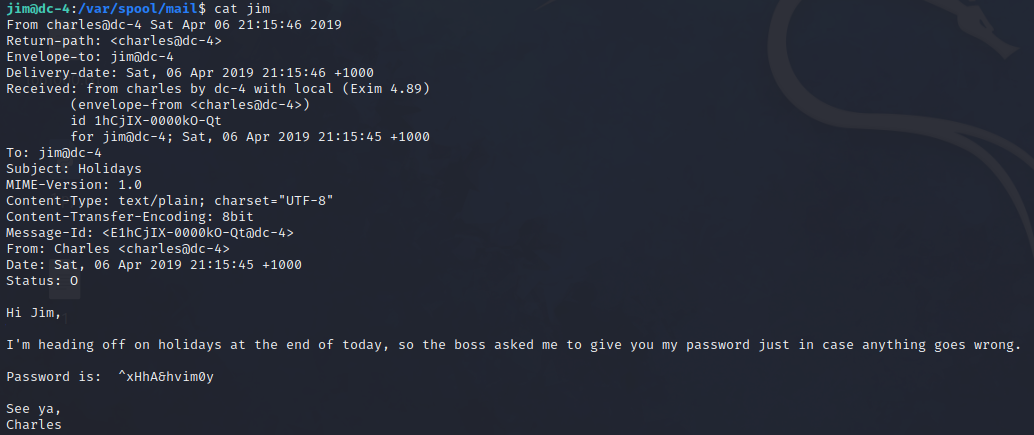 jim@dc-4:/var/spool/mail$ cat jim
From charles@dc-4 Sat Apr 06 21:15:46 2019
Return-path: <charles@dc-4>
Envelope-to: jim@dc-4
Delivery-date: Sat, 06 Apr 2019 21:15:46 +1000
Received: from charles by dc-4 with local (Exim 4.89)
        (envelope-from <charles@dc-4>)
        id 1hCjIX-0000kO-Qt
        for jim@dc-4; Sat, 06 Apr 2019 21:15:45 +1000
To: jim@dc-4
Subject: Holidays
MIME-Version: 1.0
Content-Type: text/plain; charset="UTF-8"
Content-Transfer-Encoding: 8bit
Message-Id: <E1hCjIX-0000kO-Qt@dc-4>
From: Charles <charles@dc-4>
Date: Sat, 06 Apr 2019 21:15:45 +1000
Status: O

Hi Jim,

I'm heading off on holidays at the end of today, so the boss asked me to give you my password just in case anything goes wrong.

Password is:  ^xHhA&hvim0y

See ya,
Charles